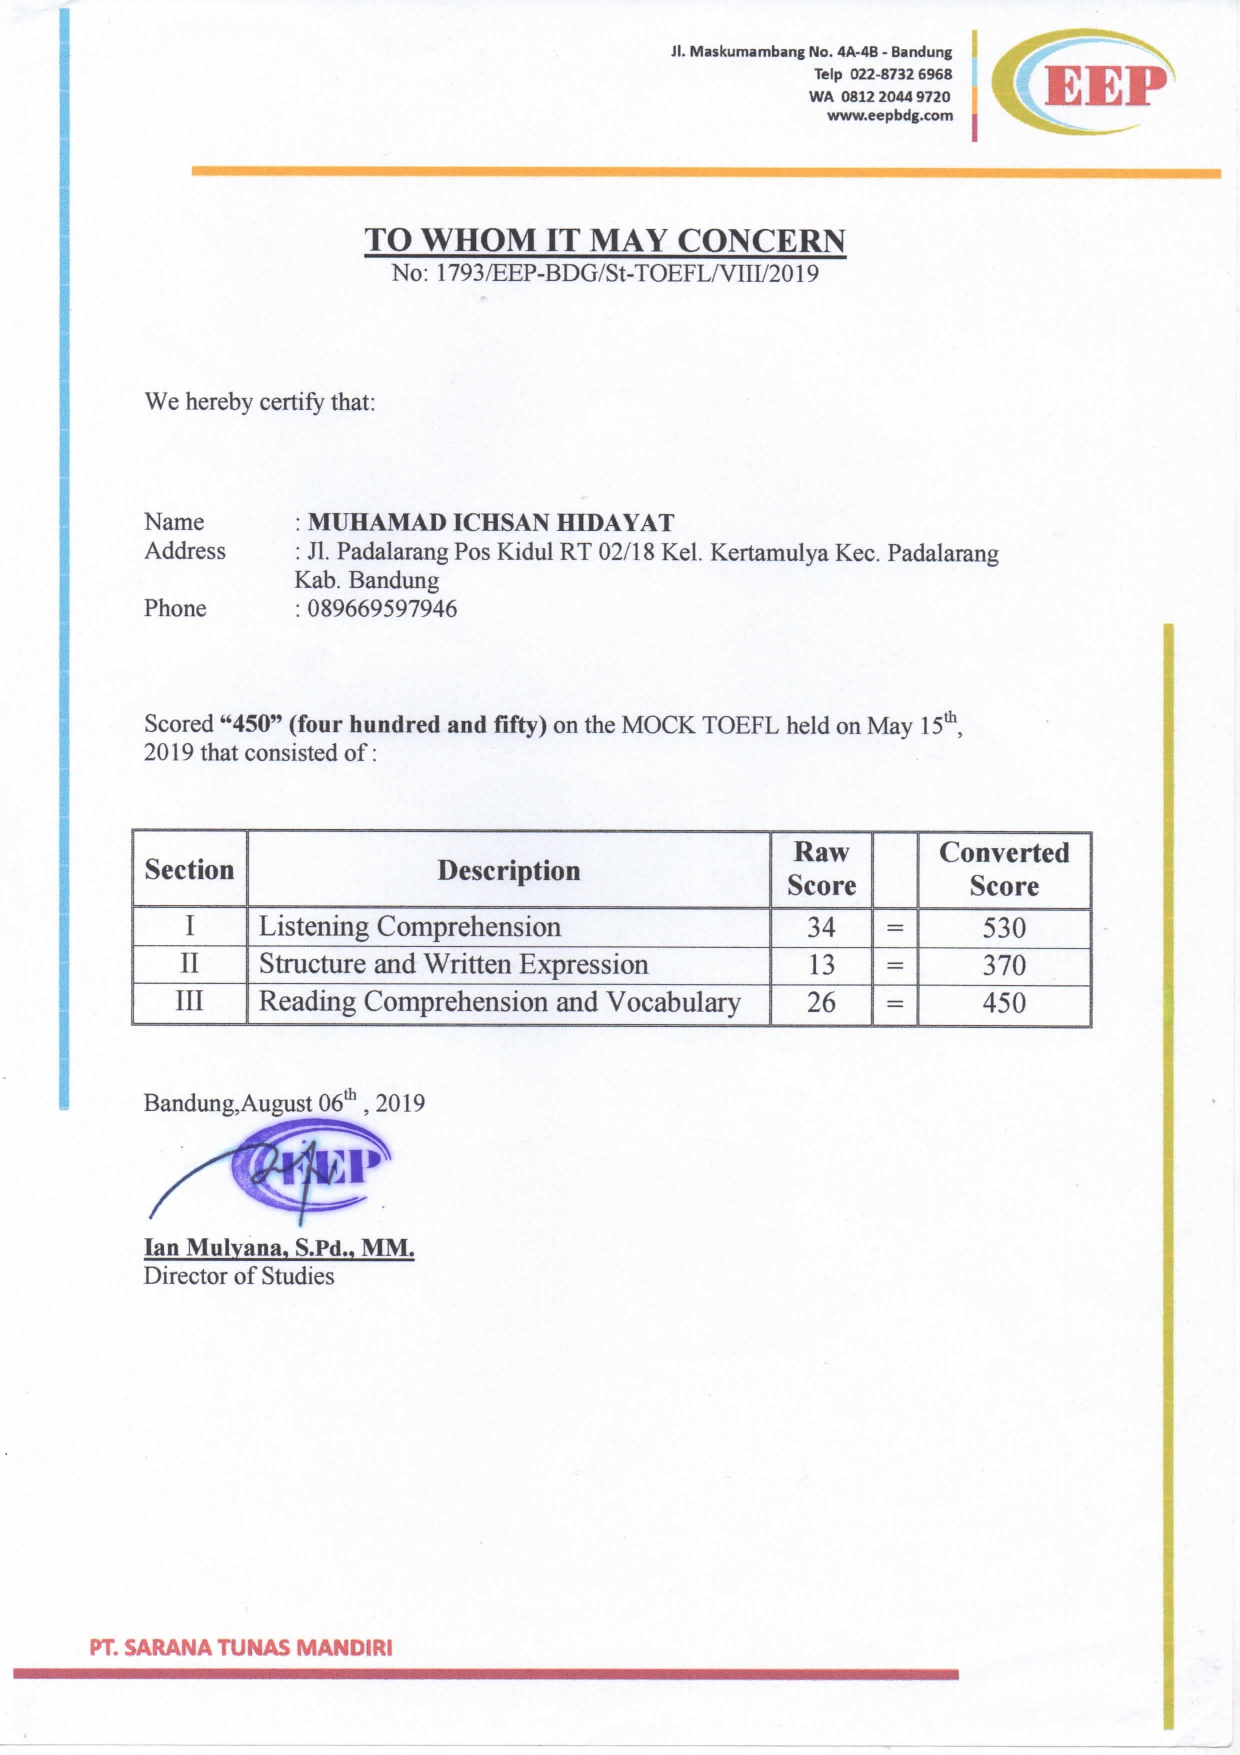 Jl. Maskumambang No. 4A-4B - Bandung
Telp 022-8732 6968
WA 0812 2044 9720
www.eepbdg.com
EEP
TO WHOM IT MAY CONCERN
No: 1793/EEP-BDG/St-TOEFL/VIII/2019
We hereby certify that:
Name : MUHAMAD ICHSAN HIDAYAT
Address : Jl. Padalarang Pos Kidul RT 02/18 Kel. Kertamulya Kec. Padalarang
Kab. Bandung
Phone : 089669597946
Scored “450” (four hundred and fifty) on the MOCK TOEFL held on May 15th,
2019 that consisted of :
Section Description Raw Score Converted Score
I Listening Comprehension 34 = 530
II Structure and Written Expression 13 = 370
III Reading Comprehension and Vocabulary 26 = 450
Bandung,August 06th , 2019
EEP
Ian Mulyana, S.Pd., MM.
Director of Studies
PT. SARANA TUNAS MANDIRI